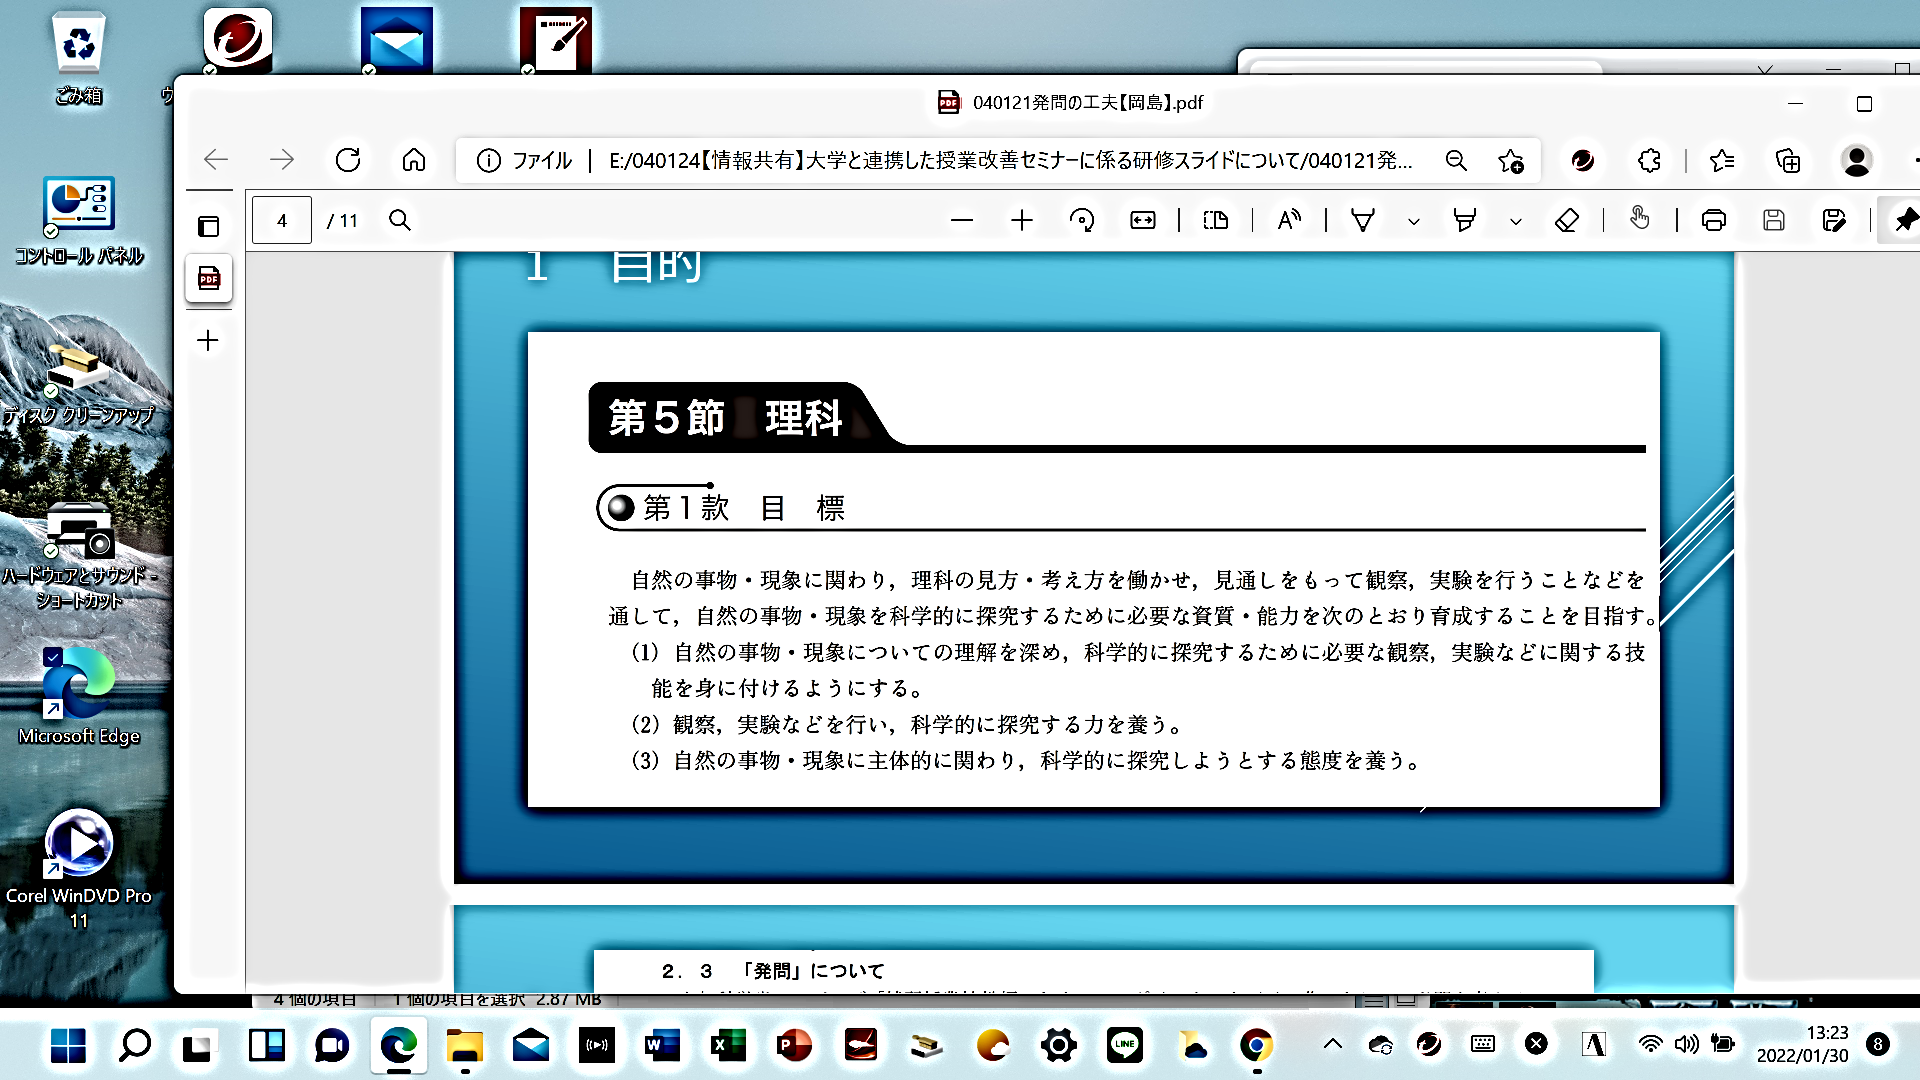 ごみ箱
ウ
コントロール パネル
ディスク クリーンアップ
ハードウェアとサウンド -
ショートカット
Microsoft Edge
Corel WinDVD Pro
11
040121発問の工夫【岡島】.pdf
ファイル | E:/040124【情報共有】大学と連携した授業改善セミナーに係る研修スライドについて/040121発...
4 / 11
1 目的
第5節 理科
第1款 目 標
自然の事物・現象に関わり，理科の見方・考え方を働かせ，見通しをもって観察，実験を行うことなどを
通して，自然の事物・現象を科学的に探究するために必要な資質・能力を次のとおり育成することを目指す。
(1) 自然の事物・現象についての理解を深め，科学的に探究するために必要な観察，実験などに関する技
能を身に付けるようにする。
(2) 観察，実験などを行い，科学的に探究する力を養う。
(3) 自然の事物・現象に主体的に関わり，科学的に探究しようとする態度を養う。
２．３ 「発問」について
4 個の項目 1 個の項目を選択 2.87 MB
13:23
2022/01/30
8